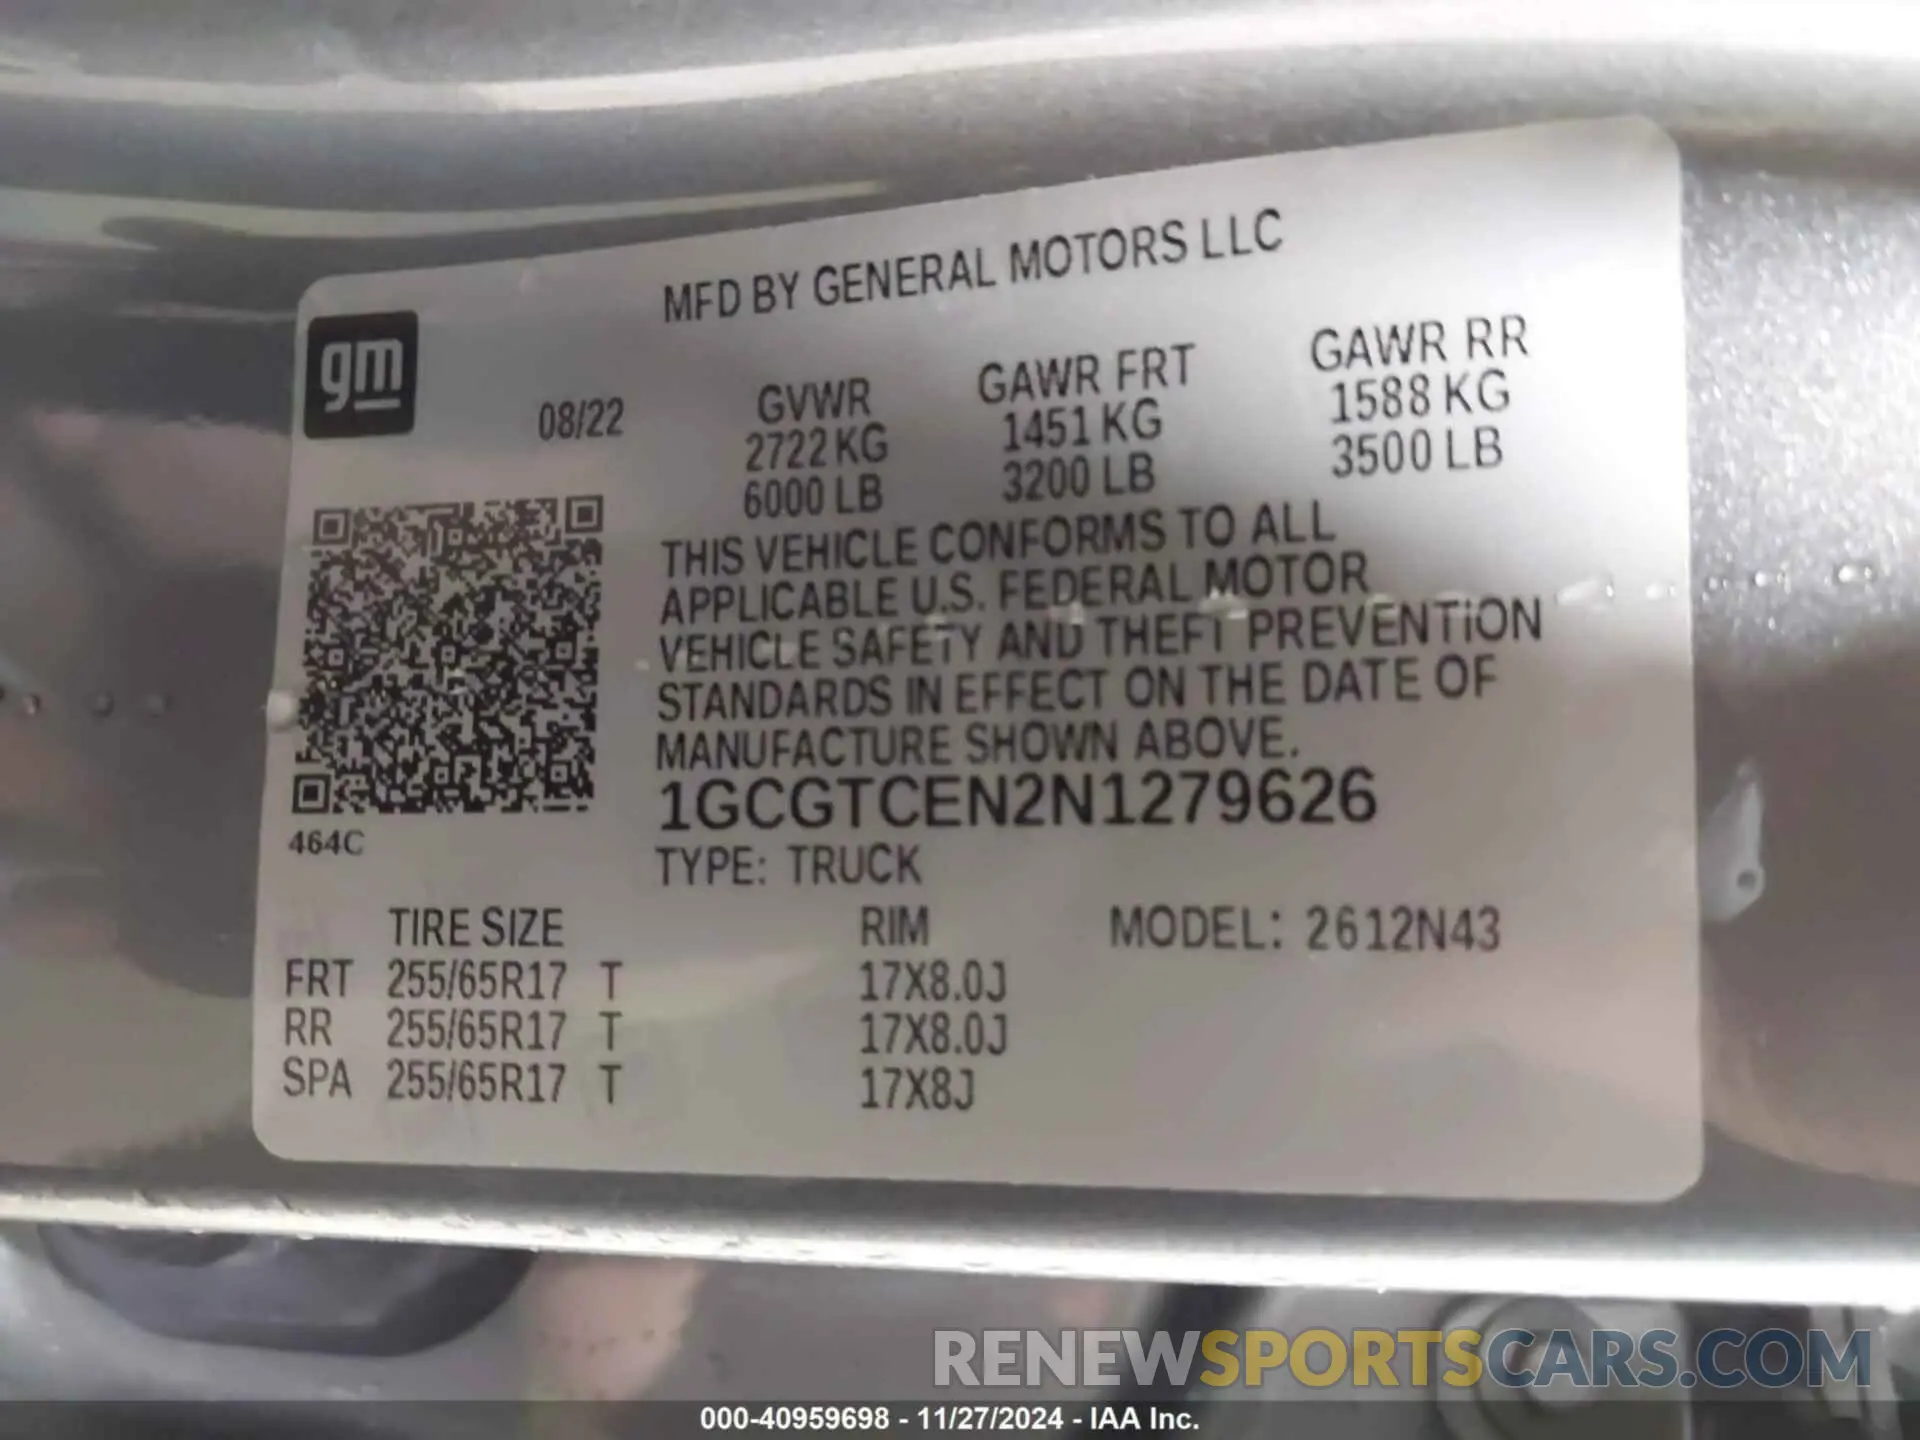 MFD BY GENERAL MOTORS LLC
gm
08/22
GVWR GAWR FRT GAWR RR
2722 KG 1451 KG 1588 KG
6000 LB 3200 LB 3500 LB
THIS VEHICLE CONFORMS TO ALL
APPLICABLE U.S. FEDERAL MOTOR
VEHICLE SAFETY AND THEFT PREVENTION
STANDARDS IN EFFECT ON THE DATE OF
MANUFACTURE SHOWN ABOVE.
1GCGTCEN2N1279626
464C
TYPE: TRUCK
TIRE SIZE RIM MODEL: 2612N43
FRT 255/65R17 T 17X8.0J
RR 255/65R17 T 17X8.0J
SPA 255/65R17 T 17X8J
RENEWSPORTSCARS.COM
000-40959698 - 11/27/2024 - IAA Inc.